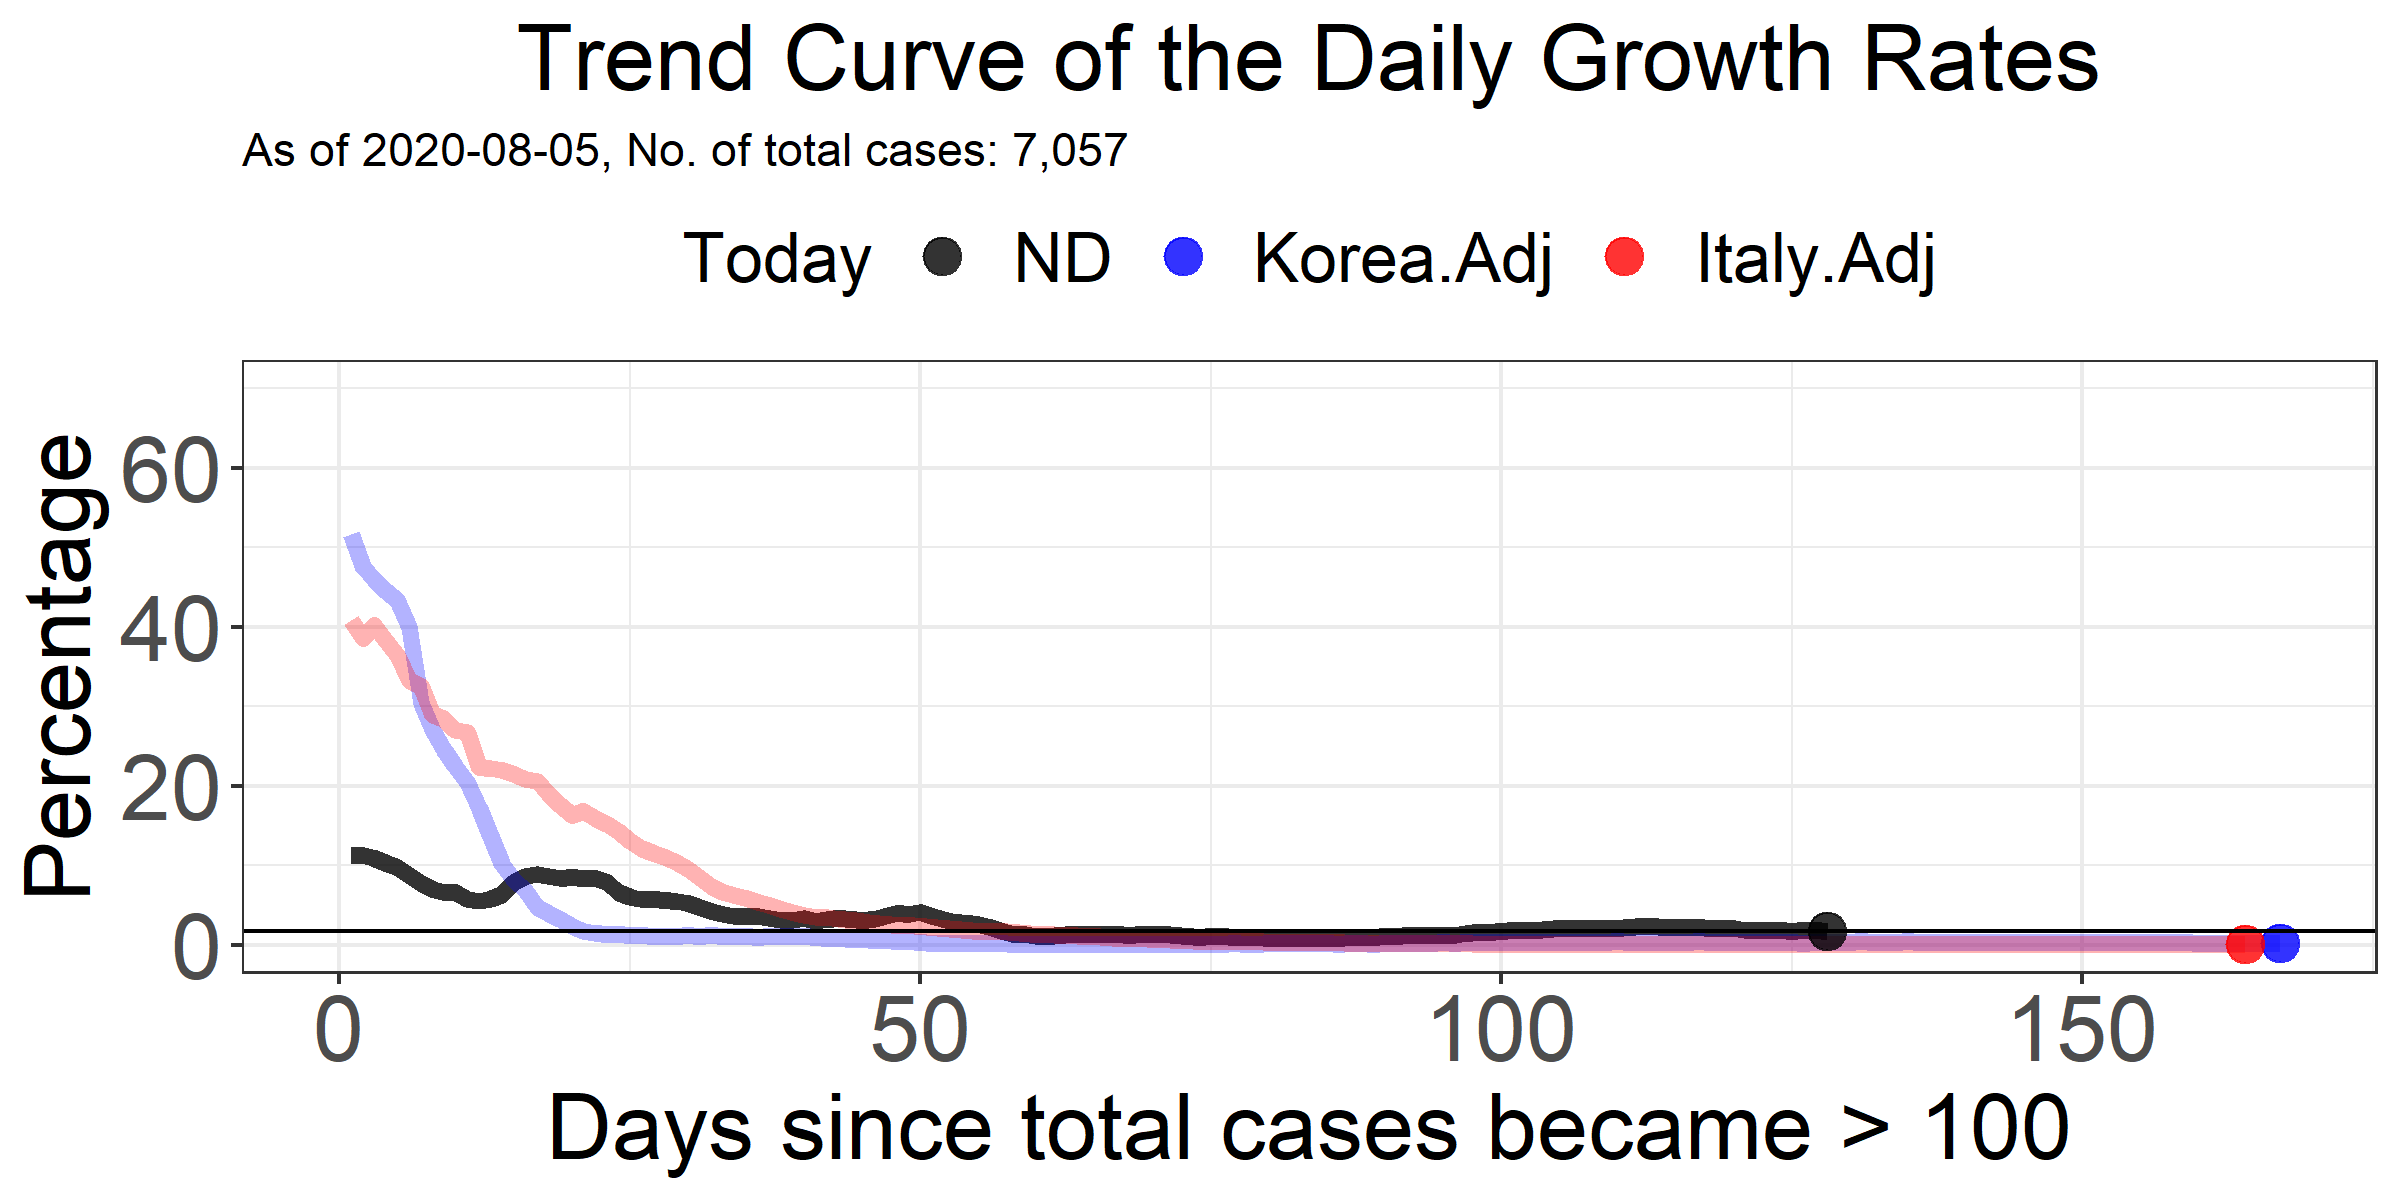 Trend Curve of the Daily Growth Rates
As of 2020-08-05, No. of total cases: 7,057
Today ND Korea.Adj Italy.Adj
Percentage
60
40
20
0
0 50 100 150
Days since total cases became > 100